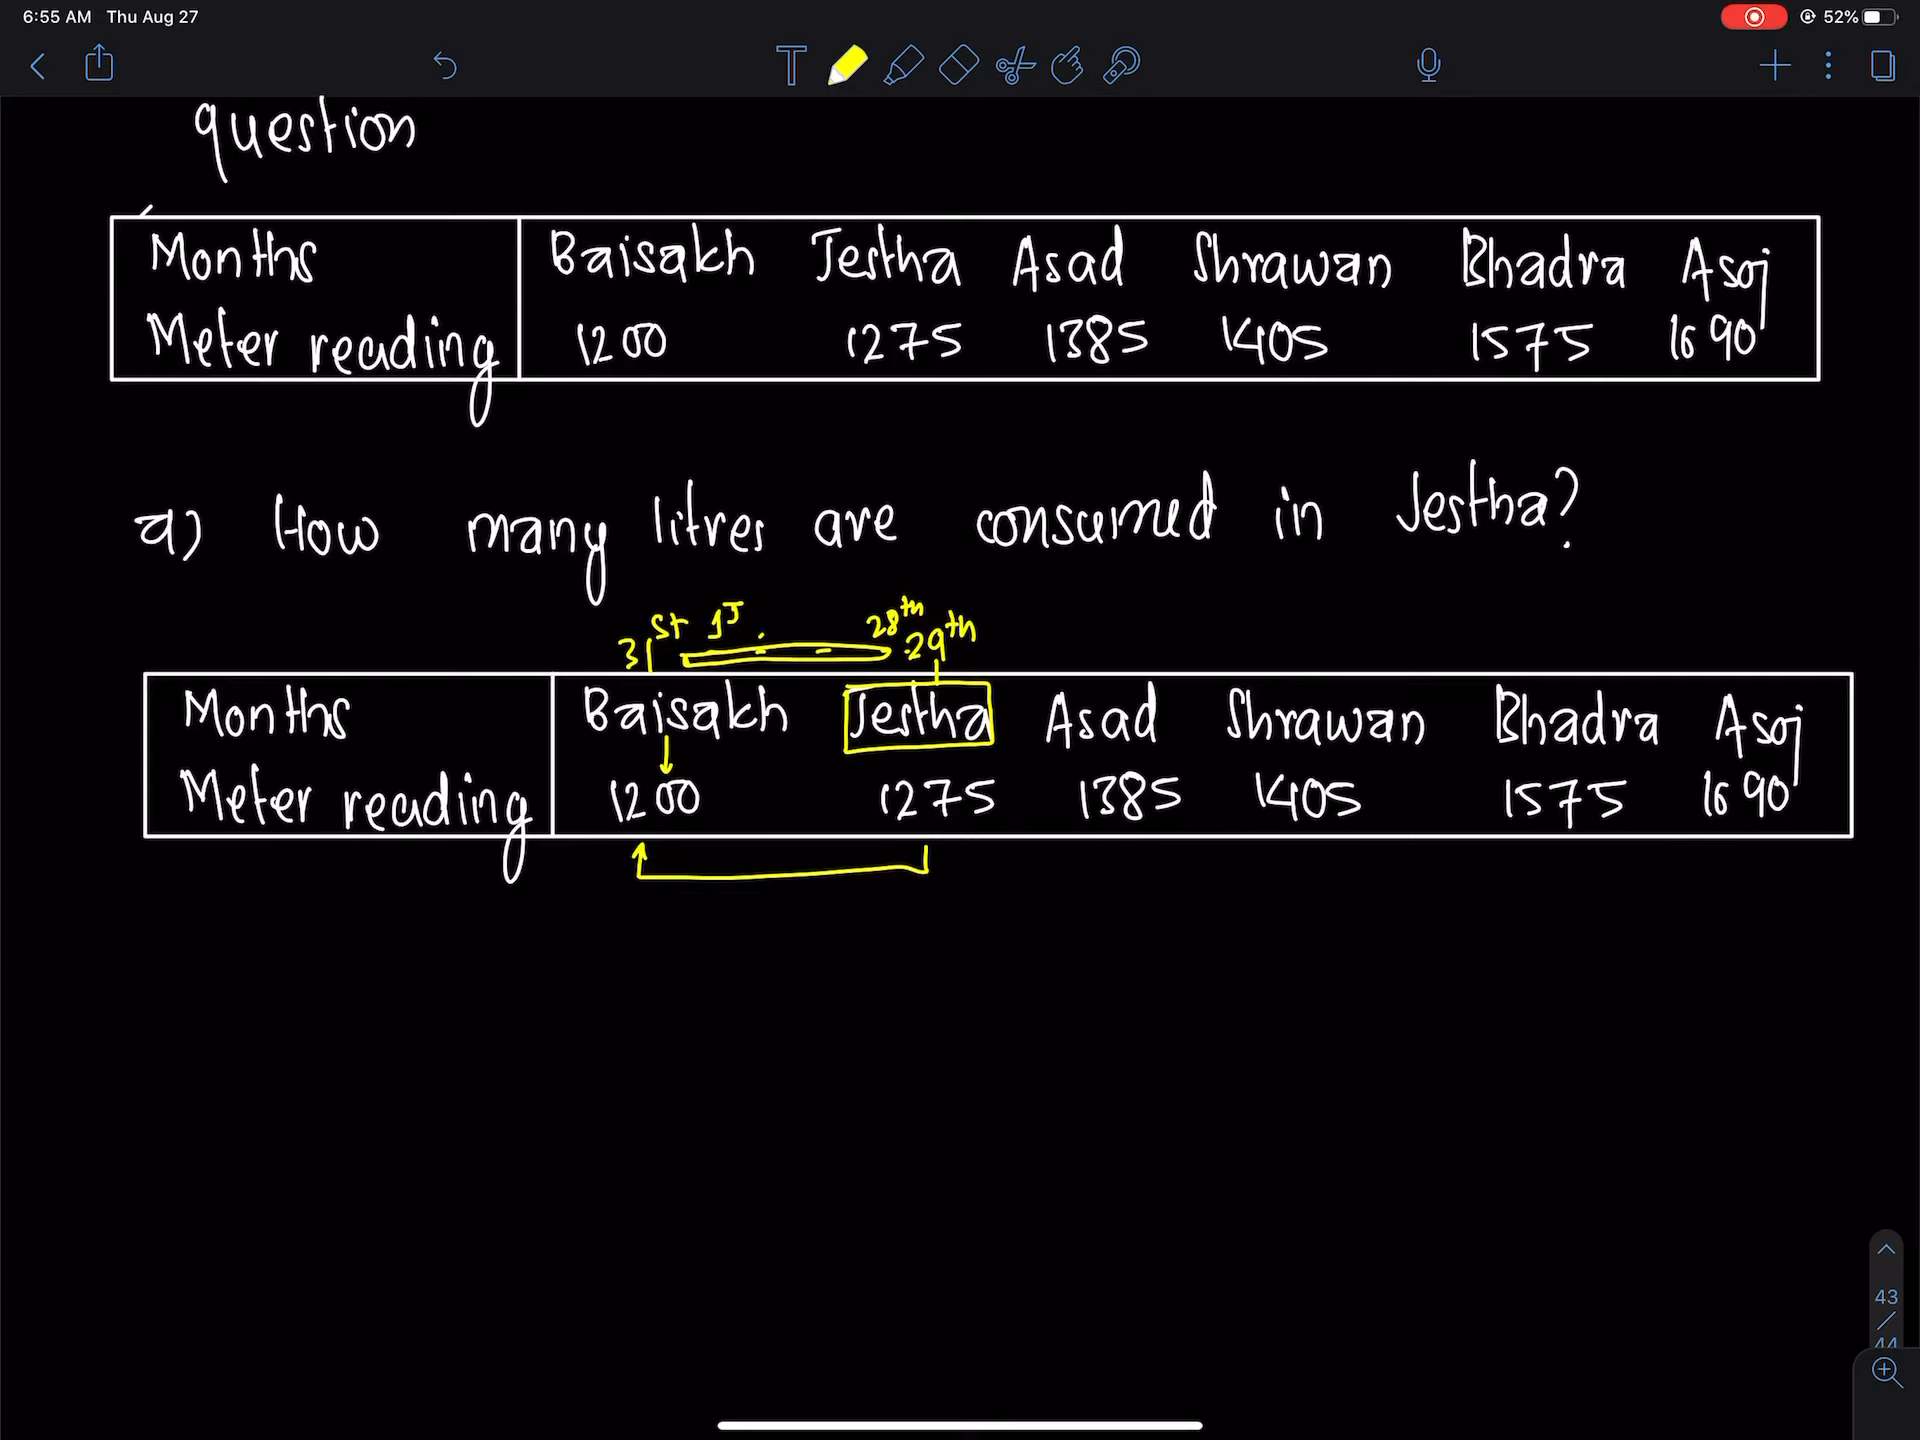 6:55 AM Thu Aug 27
52%
question
Months Baisakh Jestha Asad Shrawan Bhadra Asoj
Meter reading 1200 1275 1385 1405 1575 1690
a) How many litres are consumed in Jestha?
31st 1J 28th 29th
Months Baisakh Jestha Asad Shrawan Bhadra Asoj
Meter reading 1200 1275 1385 1405 1575 1690
43
/
44